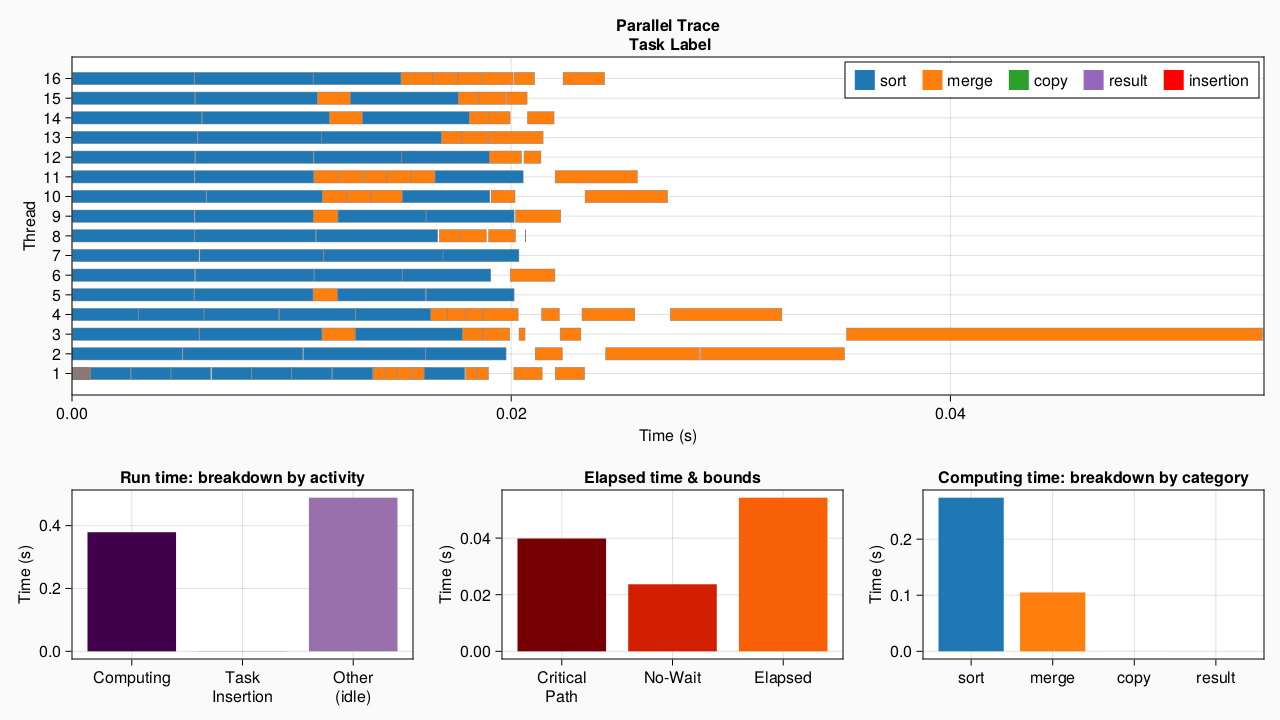 Parallel Trace
Task Label
sort merge copy result insertion
Thread
16
15
14
13
12
11
10
9
8
7
6
5
4
3
2
1
0.00 0.02 0.04
Time (s)
Run time: breakdown by activity
Time (s)
0.4
0.2
0.0
Computing Task Insertion Other (idle)
Elapsed time & bounds
Time (s)
0.04
0.02
0.00
Critical Path No-Wait Elapsed
Computing time: breakdown by category
Time (s)
0.2
0.1
0.0
sort merge copy result